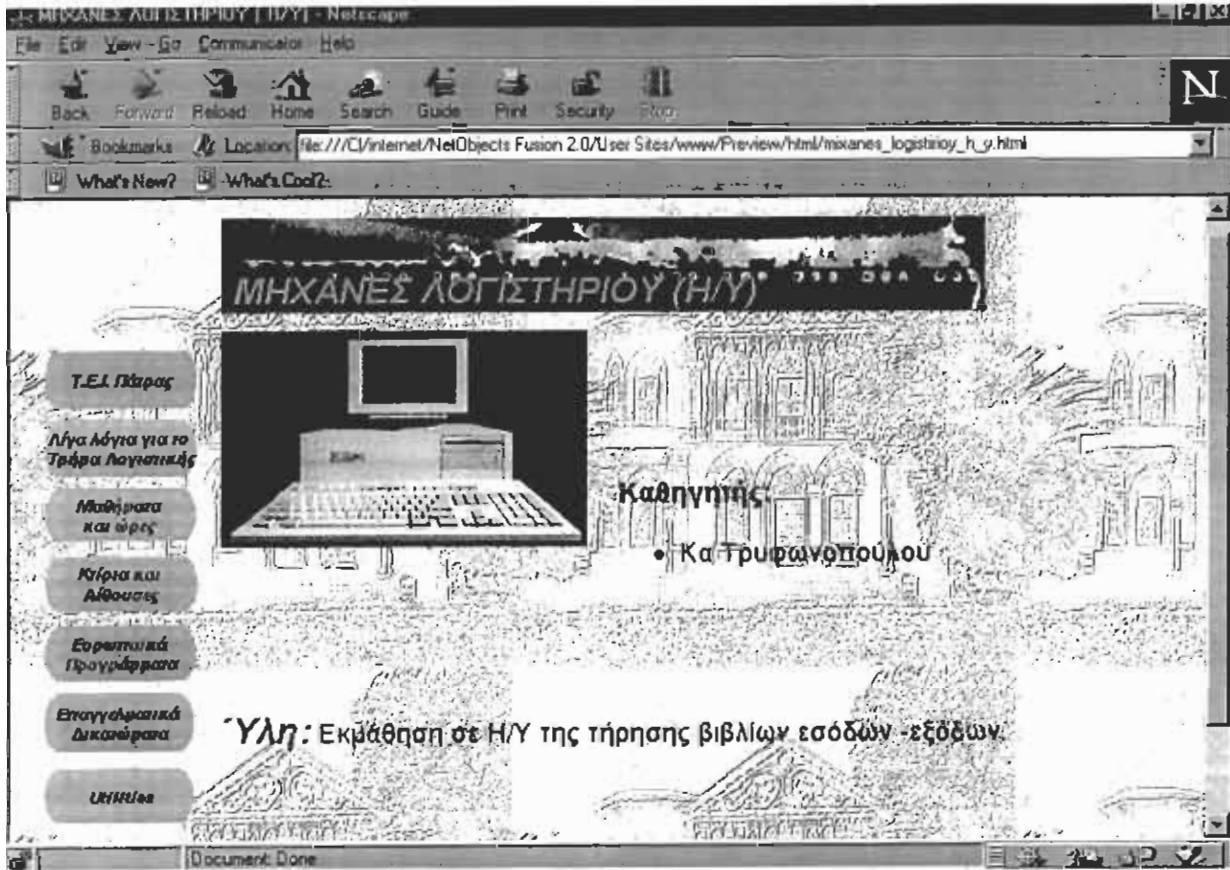 ΜΗΧΑΝΕΣ ΛΟΓΙΣΤΗΡΙΟΥ [ Η/Υ] - Netscape
File Edit View Go Communicator Help
Back Forward Reload Home Search Guide Print Security Stop
N
Bookmarks Location: file:///C|/internet/NetObjects Fusion 2.0/User Sites/www/Preview/html/mixanes_logistirioy_h_y.html
What's New? What's Cool?
ΜΗΧΑΝΕΣ ΛΟΓΙΣΤΗΡΙΟΥ (Η/Υ)
Τ.Ε.Ι. Πάτρας
Λίγα λόγια για το
Τμήμα Λογιστικής
Μαθήματα
και ώρες
Κτίρια και
Αίθουσες
Ευρωπαικά
Προγράμματα
Επαγγελματικά
Δικαιώματα
Utilities
Καθηγητής:
• Κα Τρυφωνοπούλου
Ύλη: Εκμάθηση σε Η/Υ της τήρησης βιβλίων εσόδών -εξόδων.
Document: Done